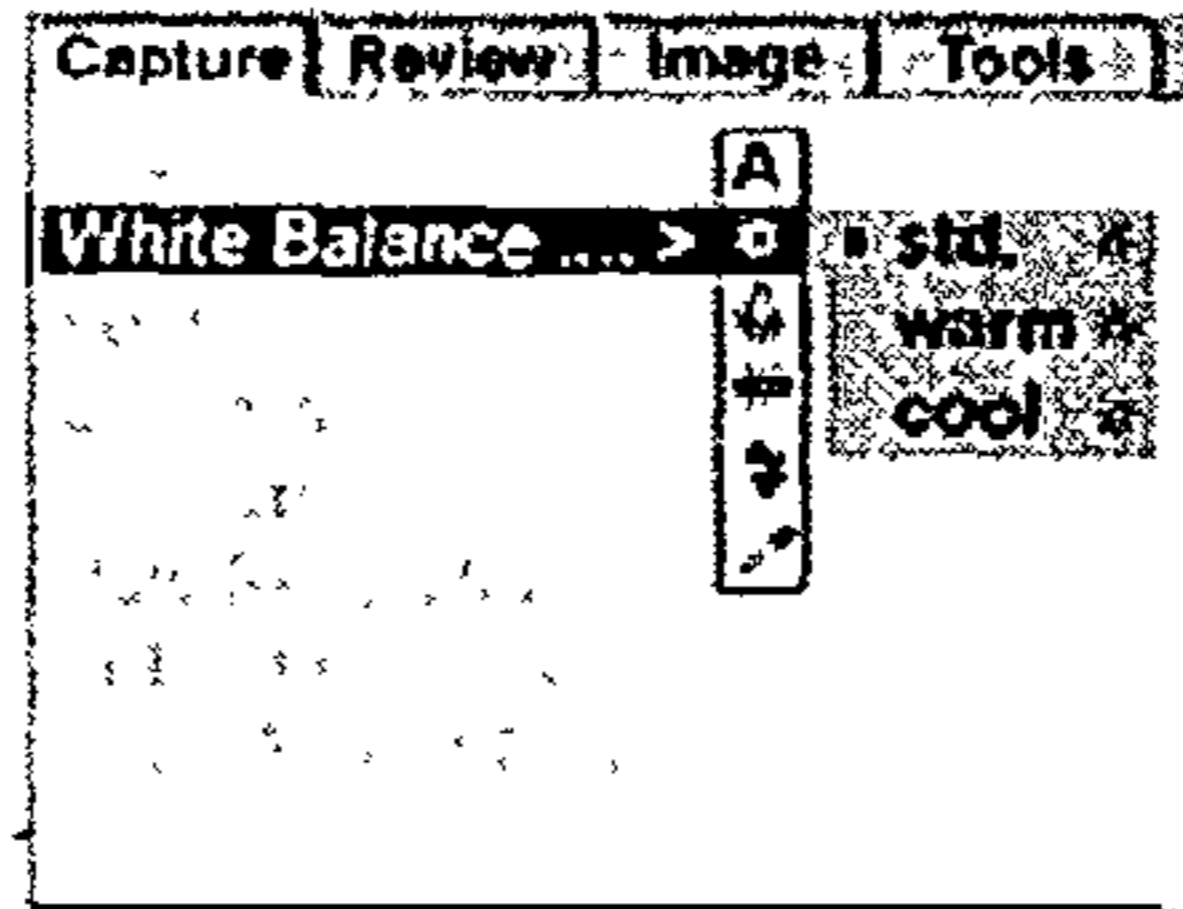 Capture Review Image Tools
A
White Balance .... > std.
warm
cool